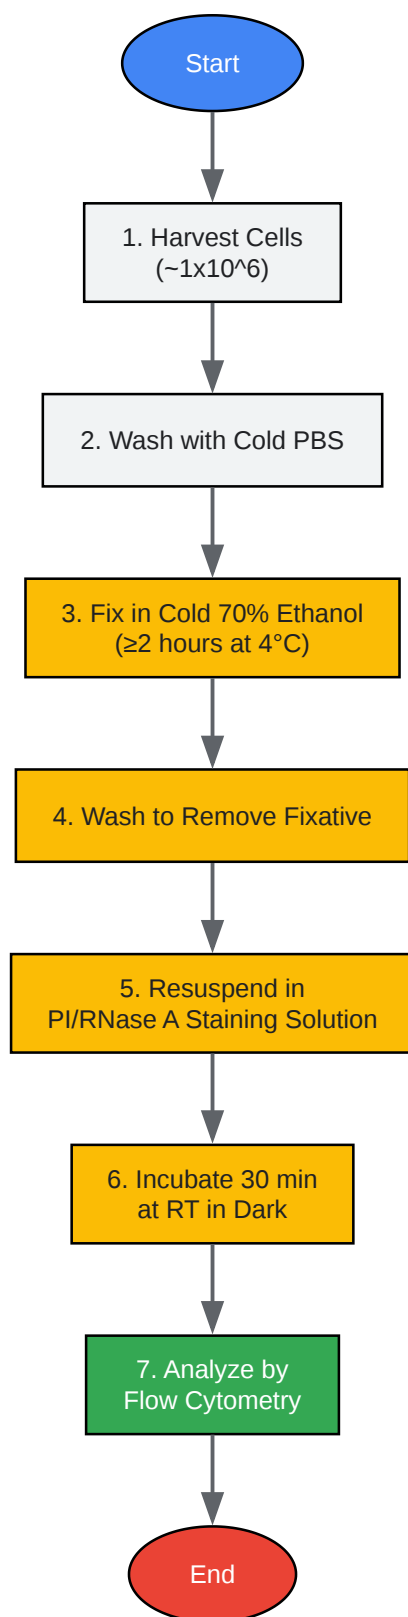 Start
1. Harvest Cells
(~1x10^6)
2. Wash with Cold PBS
3. Fix in Cold 70% Ethanol
(≥2 hours at 4°C)
4. Wash to Remove Fixative
5. Resuspend in
PI/RNase A Staining Solution
6. Incubate 30 min
at RT in Dark
7. Analyze by
Flow Cytometry
End